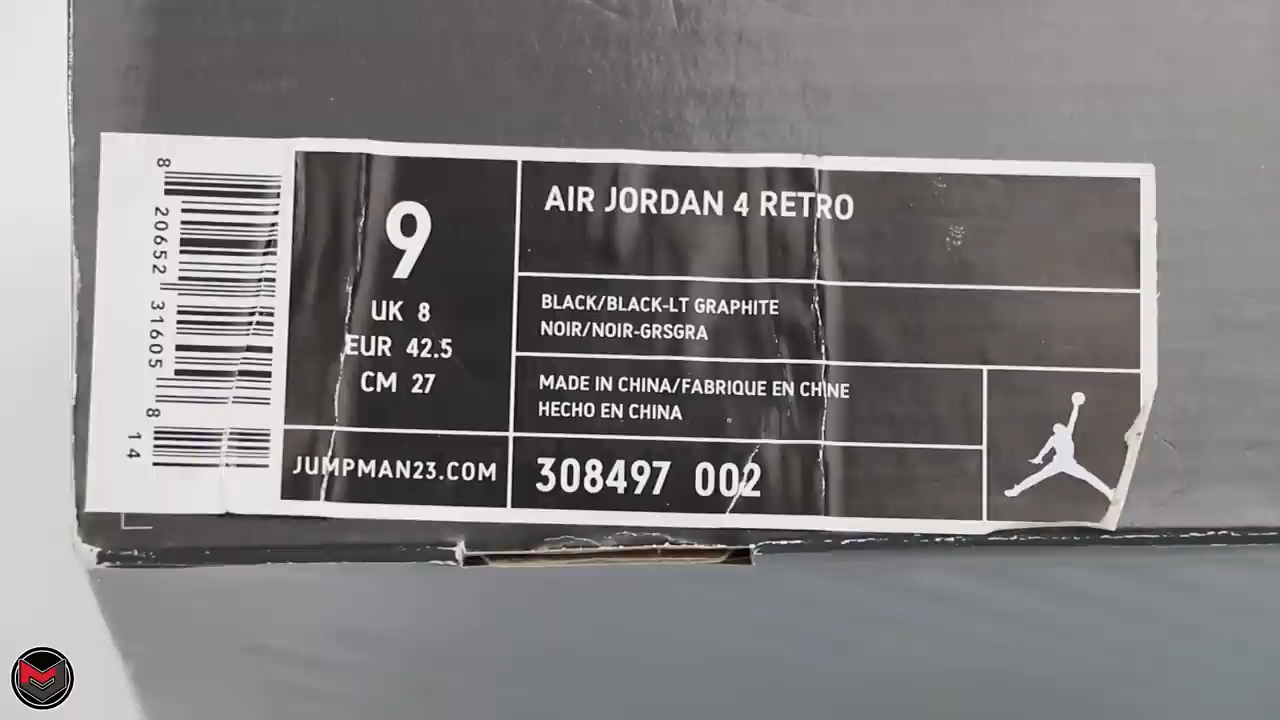 8
20652 31605
8
14
9
UK 8
EUR 42.5
CM 27
JUMPMAN23.COM
AIR JORDAN 4 RETRO
BLACK/BLACK-LT GRAPHITE
NOIR/NOIR-GRSGRA
MADE IN CHINA/FABRIQUE EN CHINE
HECHO EN CHINA
308497 002